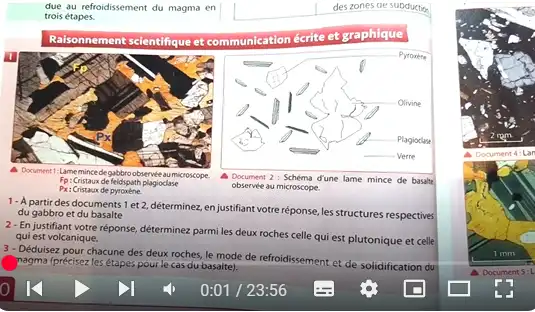 due au refroidissement du magma en
trois étapes.
des zones de subduction
Raisonnement scientifique et communication écrite et graphique
1
Fp
Px
Pyroxène
Olivine
Plagioclase
Verre
Document 1 : Lame mince de gabbro observée au microscope.
Fp : Cristaux de feldspath plagioclase
Px : Cristaux de pyroxène.
Document 2 : Schéma d'une lame mince de basalte
observée au microscope.
2 mm
Document 4 : Lam
1 mm
Document 5 : L
1 - À partir des documents 1 et 2, déterminez, en justifiant votre réponse, les structures respectives
du gabbro et du basalte
2 - En justifiant votre réponse, déterminez parmi les deux roches celle qui est plutonique et celle
qui est volcanique.
3 - Déduisez pour chacune des deux roches, le mode de refroidissement et de solidification du
magma (précisez les étapes pour le cas du basalte).
0:01 / 23:56